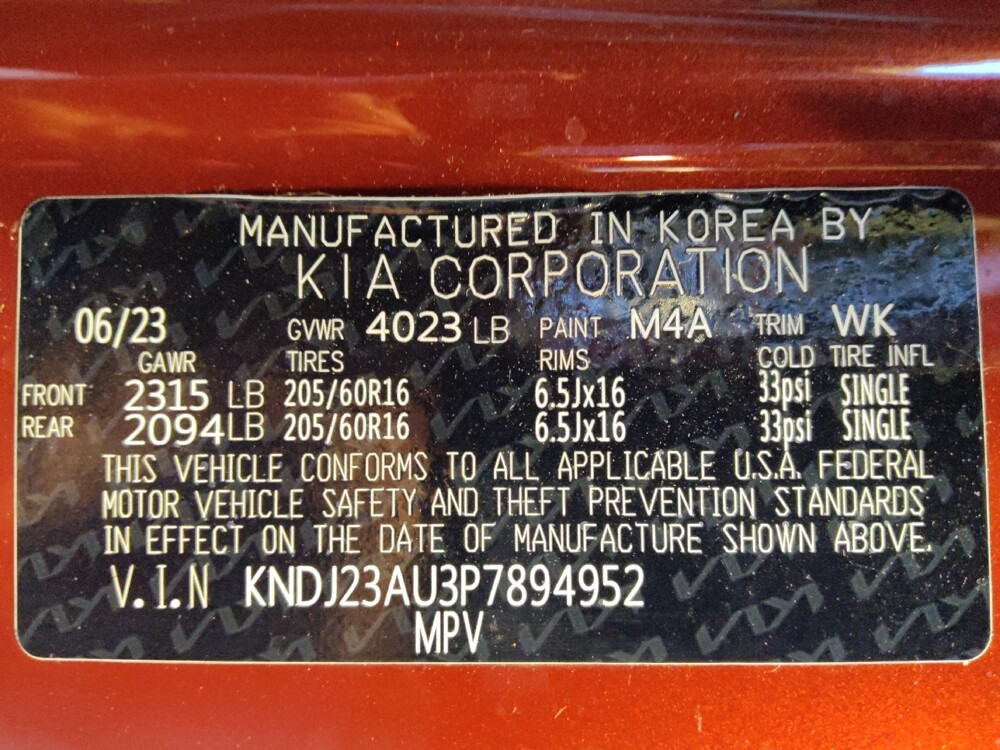 MANUFACTURED IN KOREA BY
KIA CORPORATION
06/23 GVWR 4023 LB PAINT M4A TRIM WK
GAWR TIRES RIMS COLD TIRE INFL
FRONT 2315 LB 205/60R16 6.5Jx16 33psi SINGLE
REAR 2094 LB 205/60R16 6.5Jx16 33psi SINGLE
THIS VEHICLE CONFORMS TO ALL APPLICABLE U.S.A. FEDERAL
MOTOR VEHICLE SAFETY AND THEFT PREVENTION STANDARDS
IN EFFECT ON THE DATE OF MANUFACTURE SHOWN ABOVE.
V.I.N KNDJ23AU3P7894952
MPV